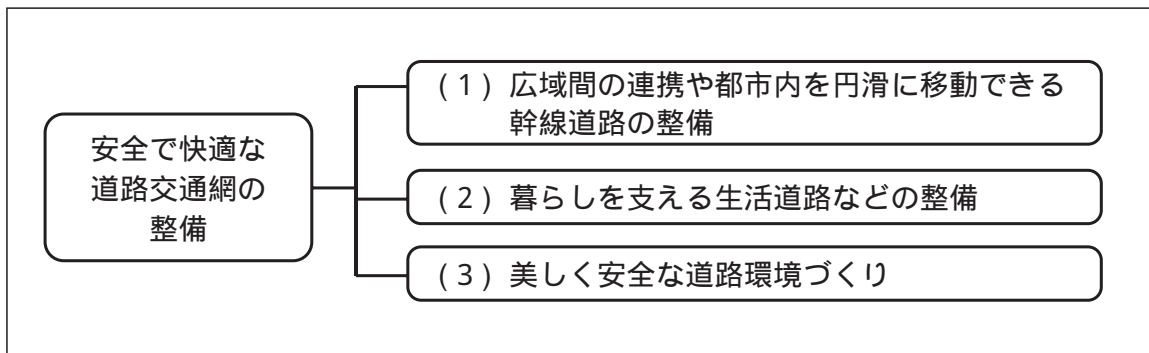 安全で快適な
道路交通網の
整備
(1) 広域間の連携や都市内を円滑に移動できる
幹線道路の整備
(2) 暮らしを支える生活道路などの整備
(3) 美しく安全な道路環境づくり